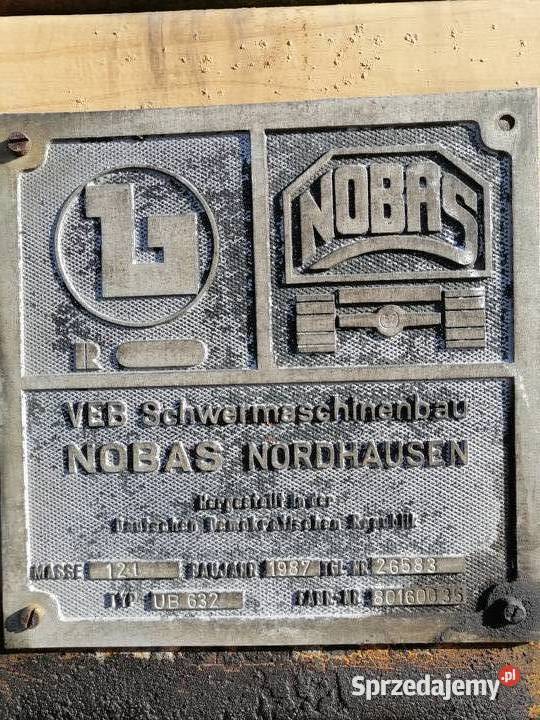 NOBAS
R
VEB Schwermaschinenbau
NOBAS NORDHAUSEN
Hergestellt in der
Deutschen Demokratischen Republik
MASSE 12 t BAUJAHR 1987 TGL-NR. 26583
TYP UB 632 FABR.-NR. 80160035
Sprzedajemy.pl